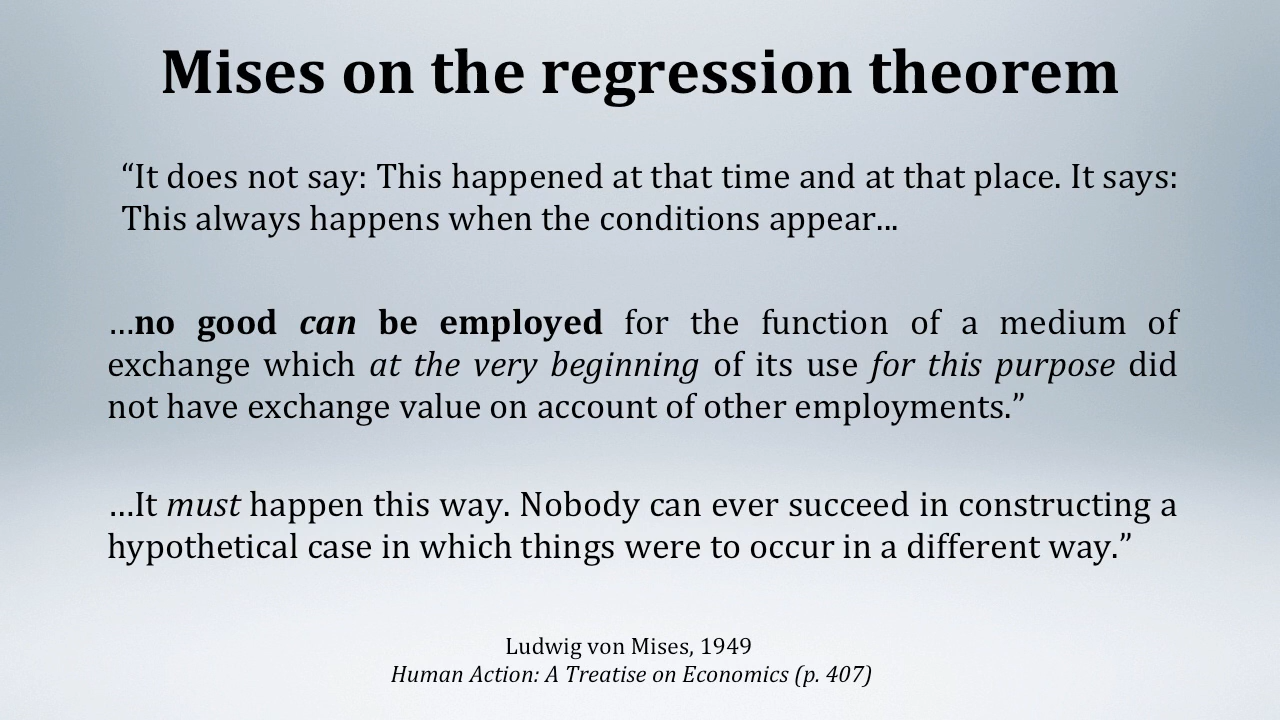 Mises on the regression theorem
“It does not say: This happened at that time and at that place. It says:
This always happens when the conditions appear…
…no good can be employed for the function of a medium of
exchange which at the very beginning of its use for this purpose did
not have exchange value on account of other employments.”
…It must happen this way. Nobody can ever succeed in constructing a
hypothetical case in which things were to occur in a different way.”
Ludwig von Mises, 1949
Human Action: A Treatise on Economics (p. 407)